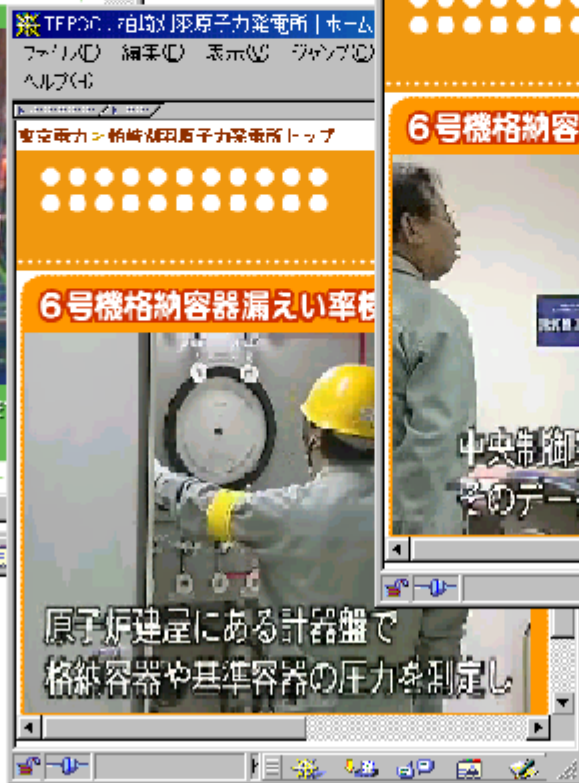 TEPCO : 柏崎刈羽原子力発電所 | ホーム
ファイル(F) 編集(E) 表示(V) ジャンプ(G)
ヘルプ(H)
東京電力 > 柏崎刈羽原子力発電所トップ
6号機格納容器漏えい率検
原子炉建屋にある計器盤で
格納容器や基準容器の圧力を測定し
6号機格納容
中央制御
そのデー